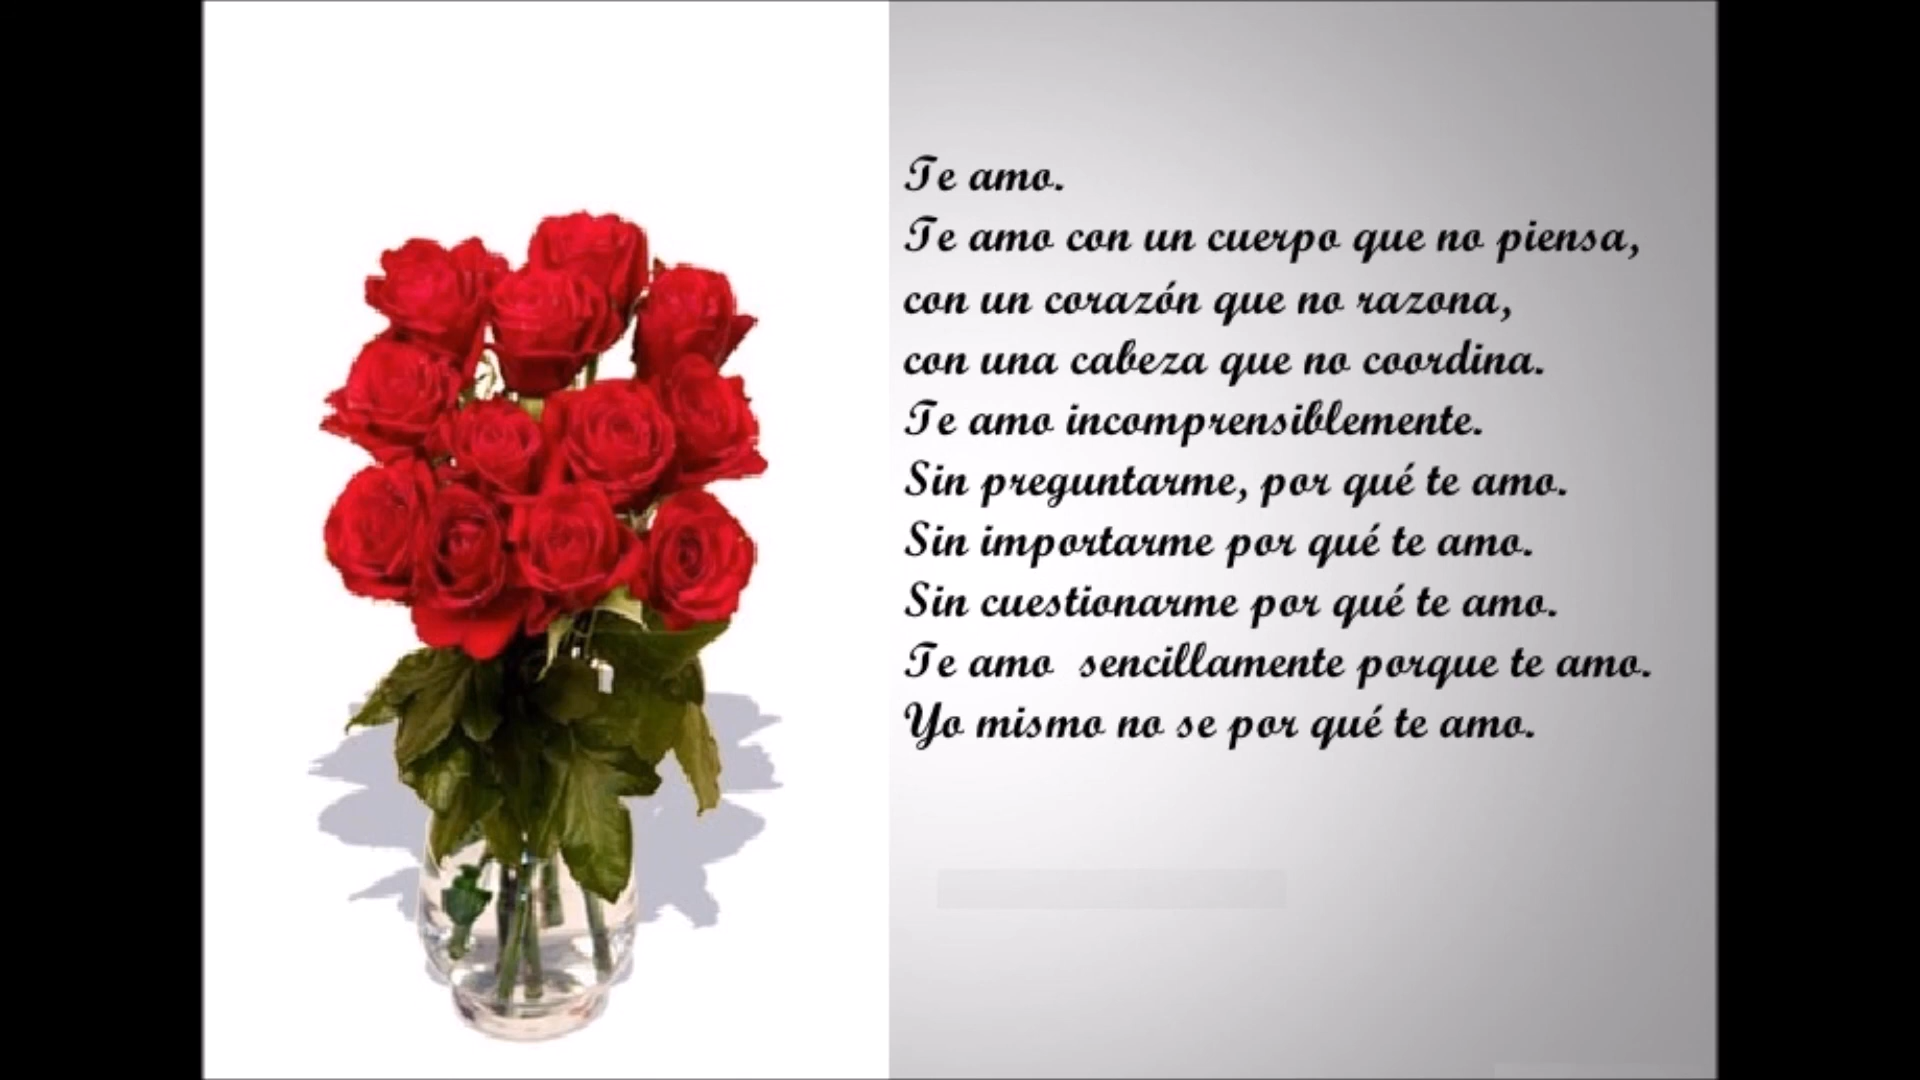 Te amo.
Te amo con un cuerpo que no piensa,
con un corazón que no razona,
con una cabeza que no coordina.
Te amo incomprensiblemente.
Sin preguntarme, por qué te amo.
Sin importarme por qué te amo.
Sin cuestionarme por qué te amo.
Te amo  sencillamente porque te amo.
Yo mismo no se por qué te amo.